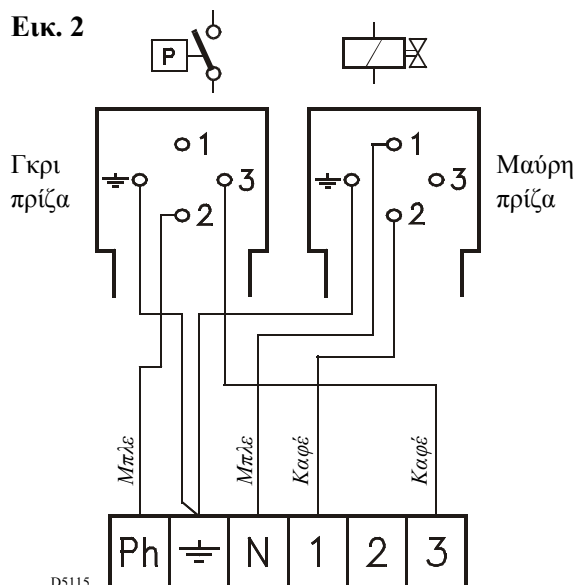 Εικ. 2
P
Γκρι
πρίζα
1
3
2
Μαύρη
πρίζα
1
3
2
Μπλε
Μπλε
Καφέ
Καφέ
Ph N 1 2 3
D5115